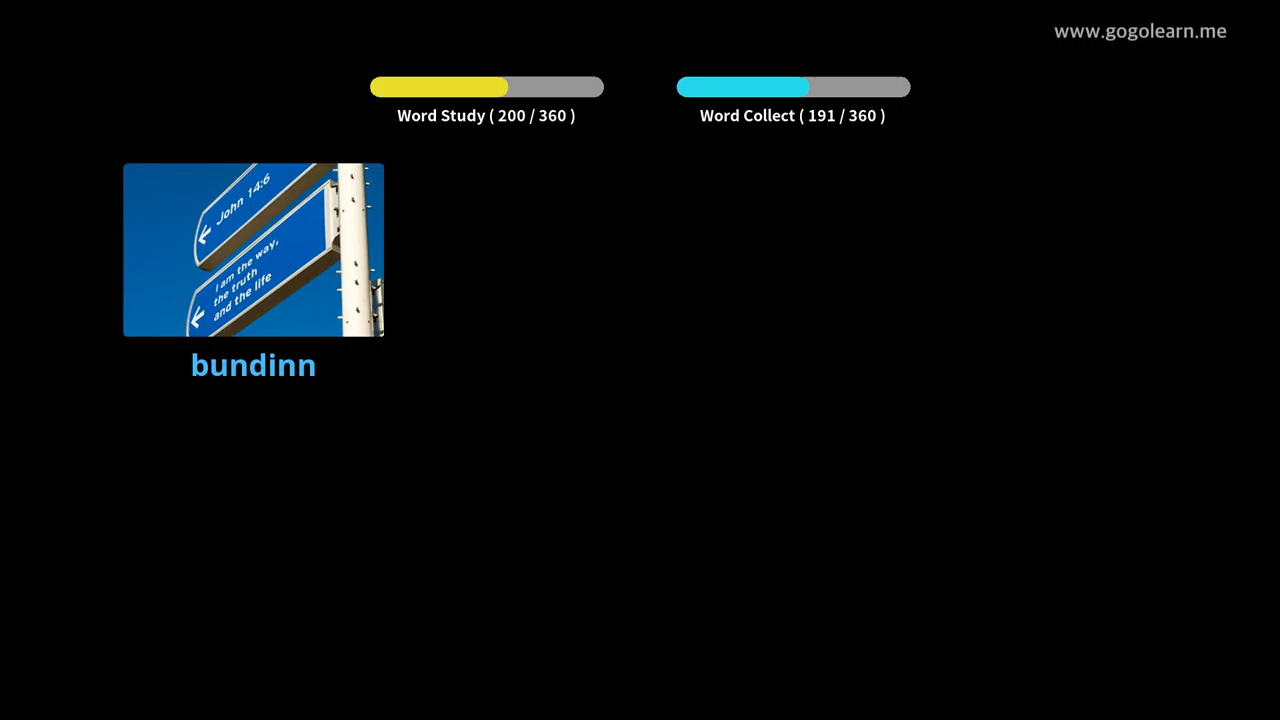 www.gogolearn.me
Word Study ( 200 / 360 )
Word Collect ( 191 / 360 )
John 14:6
I am the way,
the truth
and the life
bundinn